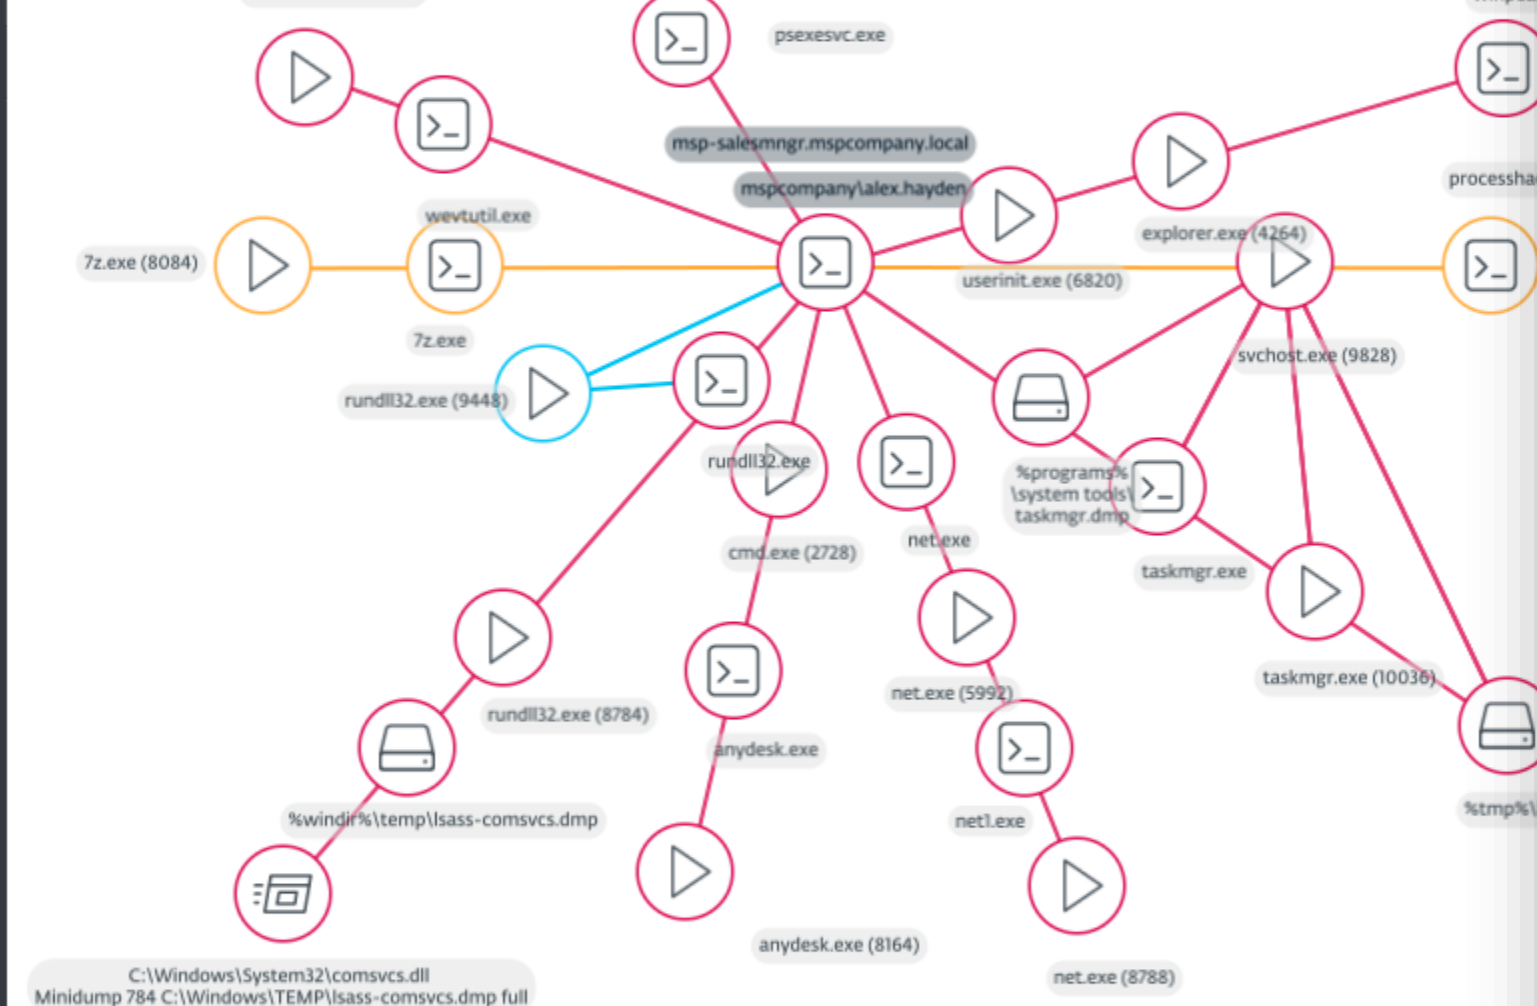 psexesvc.exe
msp-salesmngr.mspcompany.local
mspcompany\alex.hayden
processha
wevtutil.exe
explorer.exe (4264)
7z.exe (8084)
userinit.exe (6820)
7z.exe
svchost.exe (9828)
rundll32.exe (9448)
rundll32.exe
%programs%
\system tools\
taskmgr.dmp
cmd.exe (2728)
net.exe
taskmgr.exe
taskmgr.exe (10036)
net.exe (5992)
rundll32.exe (8784)
anydesk.exe
%tmp%\
%windir%\temp\lsass-comsvcs.dmp
net1.exe
anydesk.exe (8164)
net.exe (8788)
C:\Windows\System32\comsvcs.dll
Minidump 784 C:\Windows\TEMP\lsass-comsvcs.dmp full